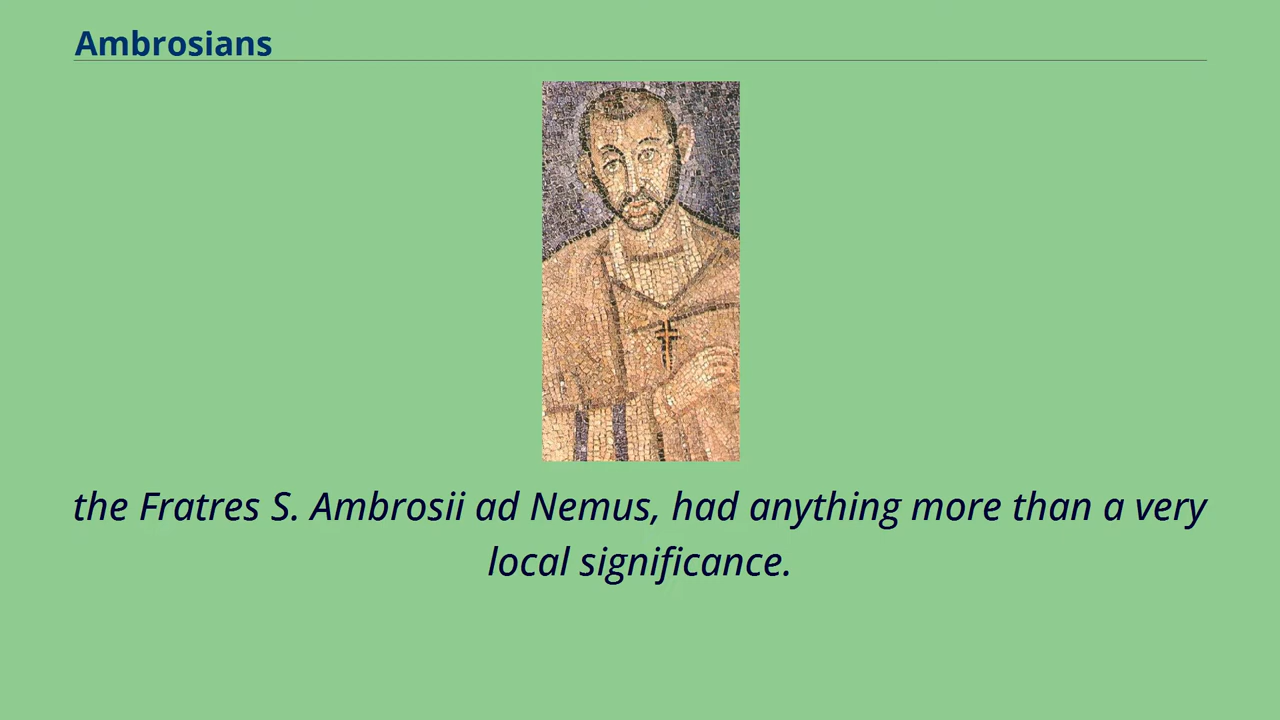 Ambrosians
the Fratres S. Ambrosii ad Nemus, had anything more than a very
local significance.